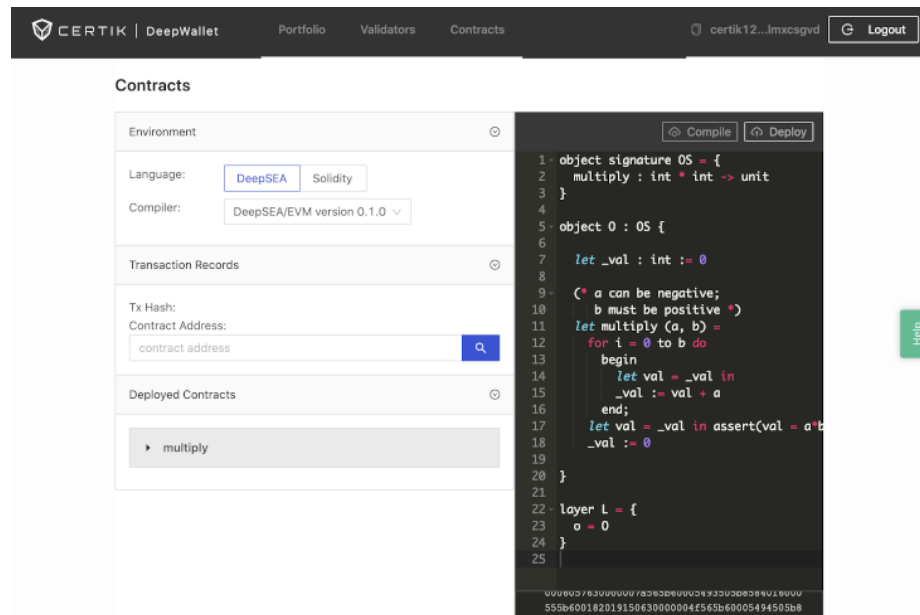 CERTIK | DeepWallet
Portfolio
Validators
Contracts
certik12...lmxcsgvd
Logout
Contracts
Environment
Language:
DeepSEA
Solidity
Compiler:
DeepSEA/EVM version 0.1.0
Transaction Records
Tx Hash:
Contract Address:
contract address
Deployed Contracts
multiply
Compile
Deploy
1 object signature OS = {
2 multiply : int * int -> unit
3 }
4
5 object O : OS {
6
7 let _val : int := 0
8
9 (* a can be negative;
10 b must be positive *)
11 let multiply (a, b) =
12 for i = 0 to b do
13 begin
14 let val = _val in
15 _val := val + a
16 end;
17 let val = _val in assert(val = a*b
18 _val := 0
19
20 }
21
22 layer L = {
23 o = O
24 }
25
555b600182019150630000004f565b60005494505b8
Help